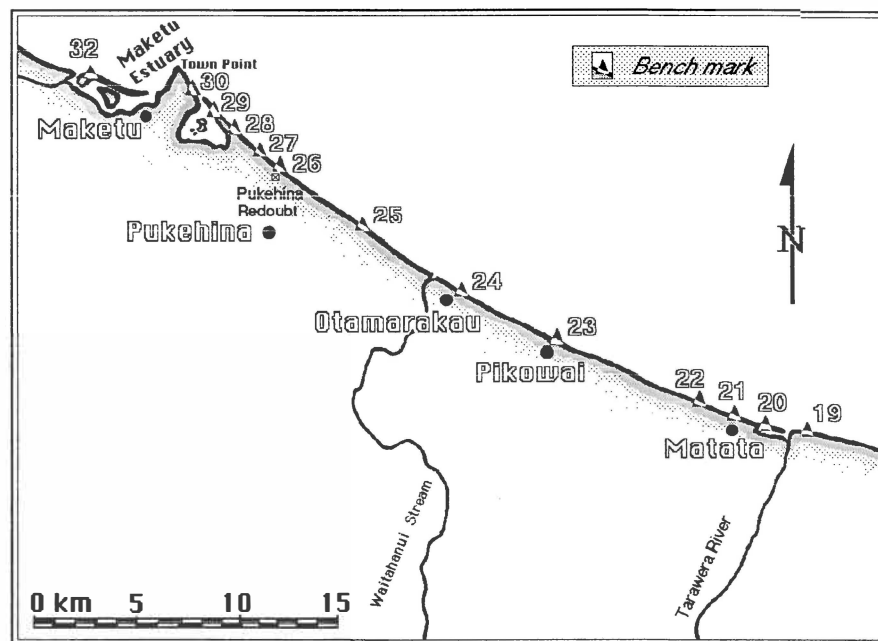 32
Maketu
Estuary
Town Point
30
29
28
27
26
Maketu
Bench mark
Pukehina
Redoubt
25
Pukehina
N
24
Otamarakau
23
Pikowai
22
21
20
19
Matata
Waitahanui Stream
Tarawera River
0 km 5 10 15